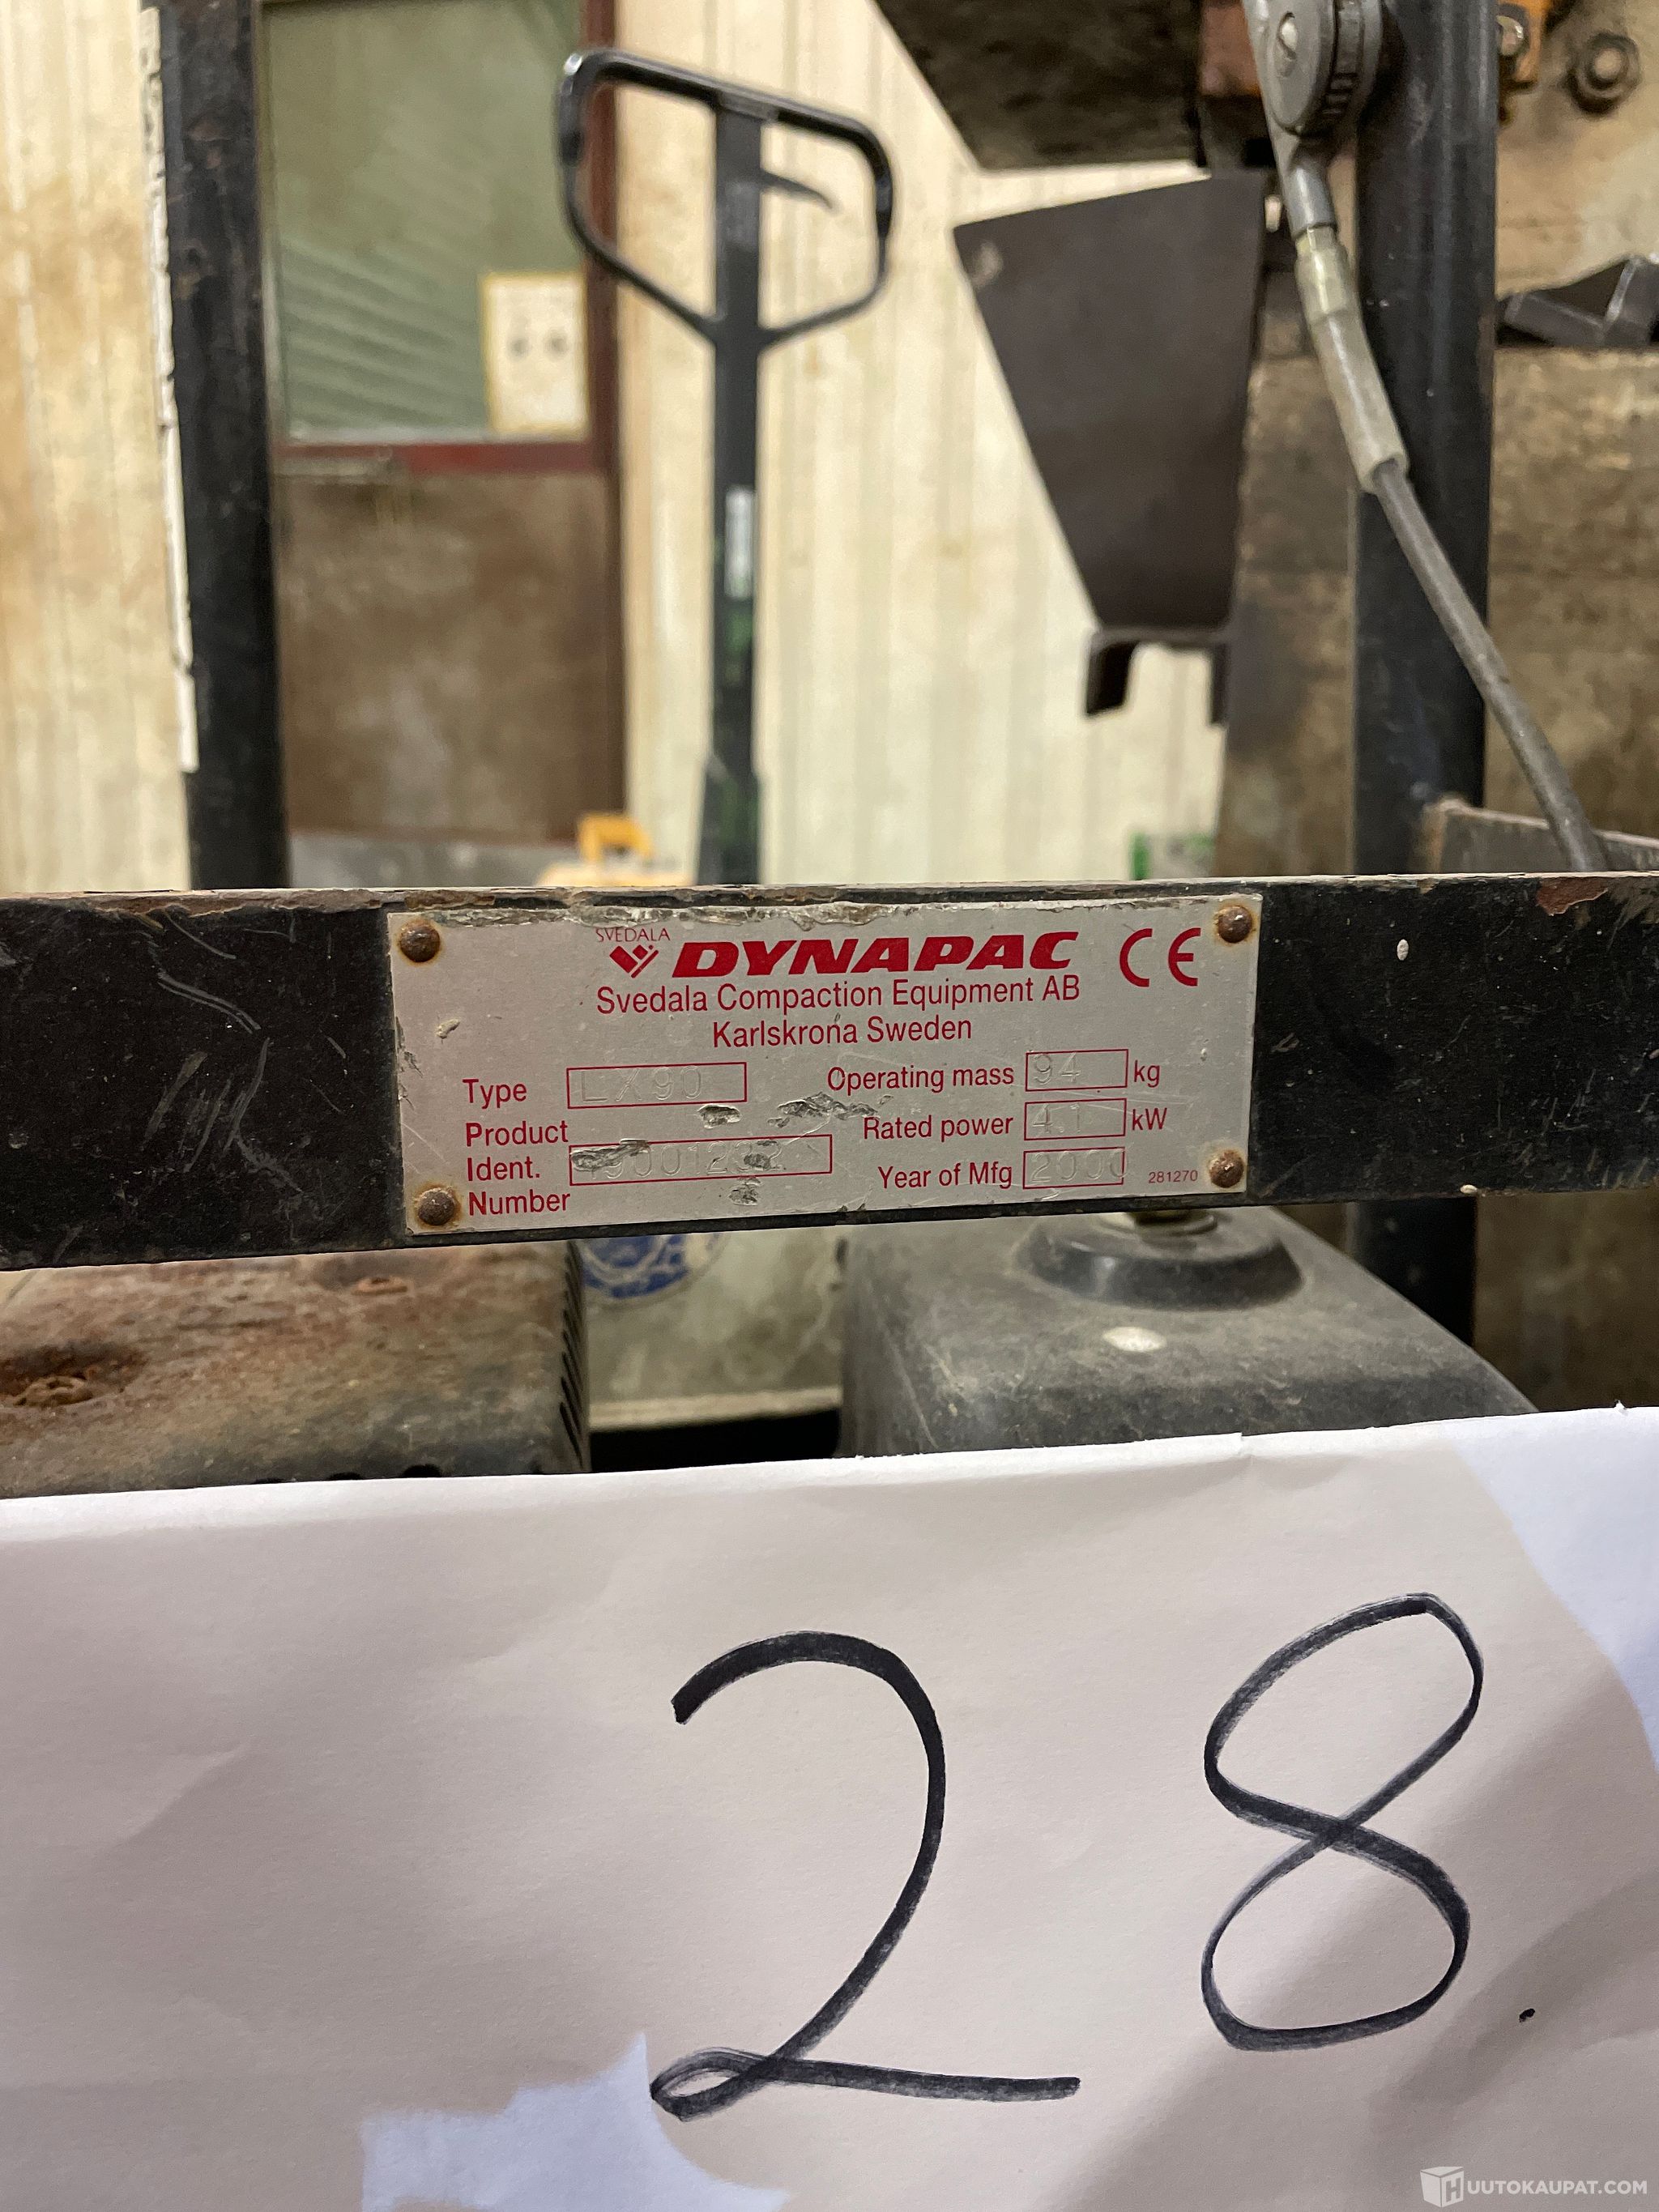 SVEDALA
DYNAPAC CE
Svedala Compaction Equipment AB
Karlskrona Sweden
Type LX90
Operating mass 94 kg
Product
Ident.
Number
Rated power 4.1 kW
Year of Mfg 2000
281270
28.
HUUTOKAUPAT.COM